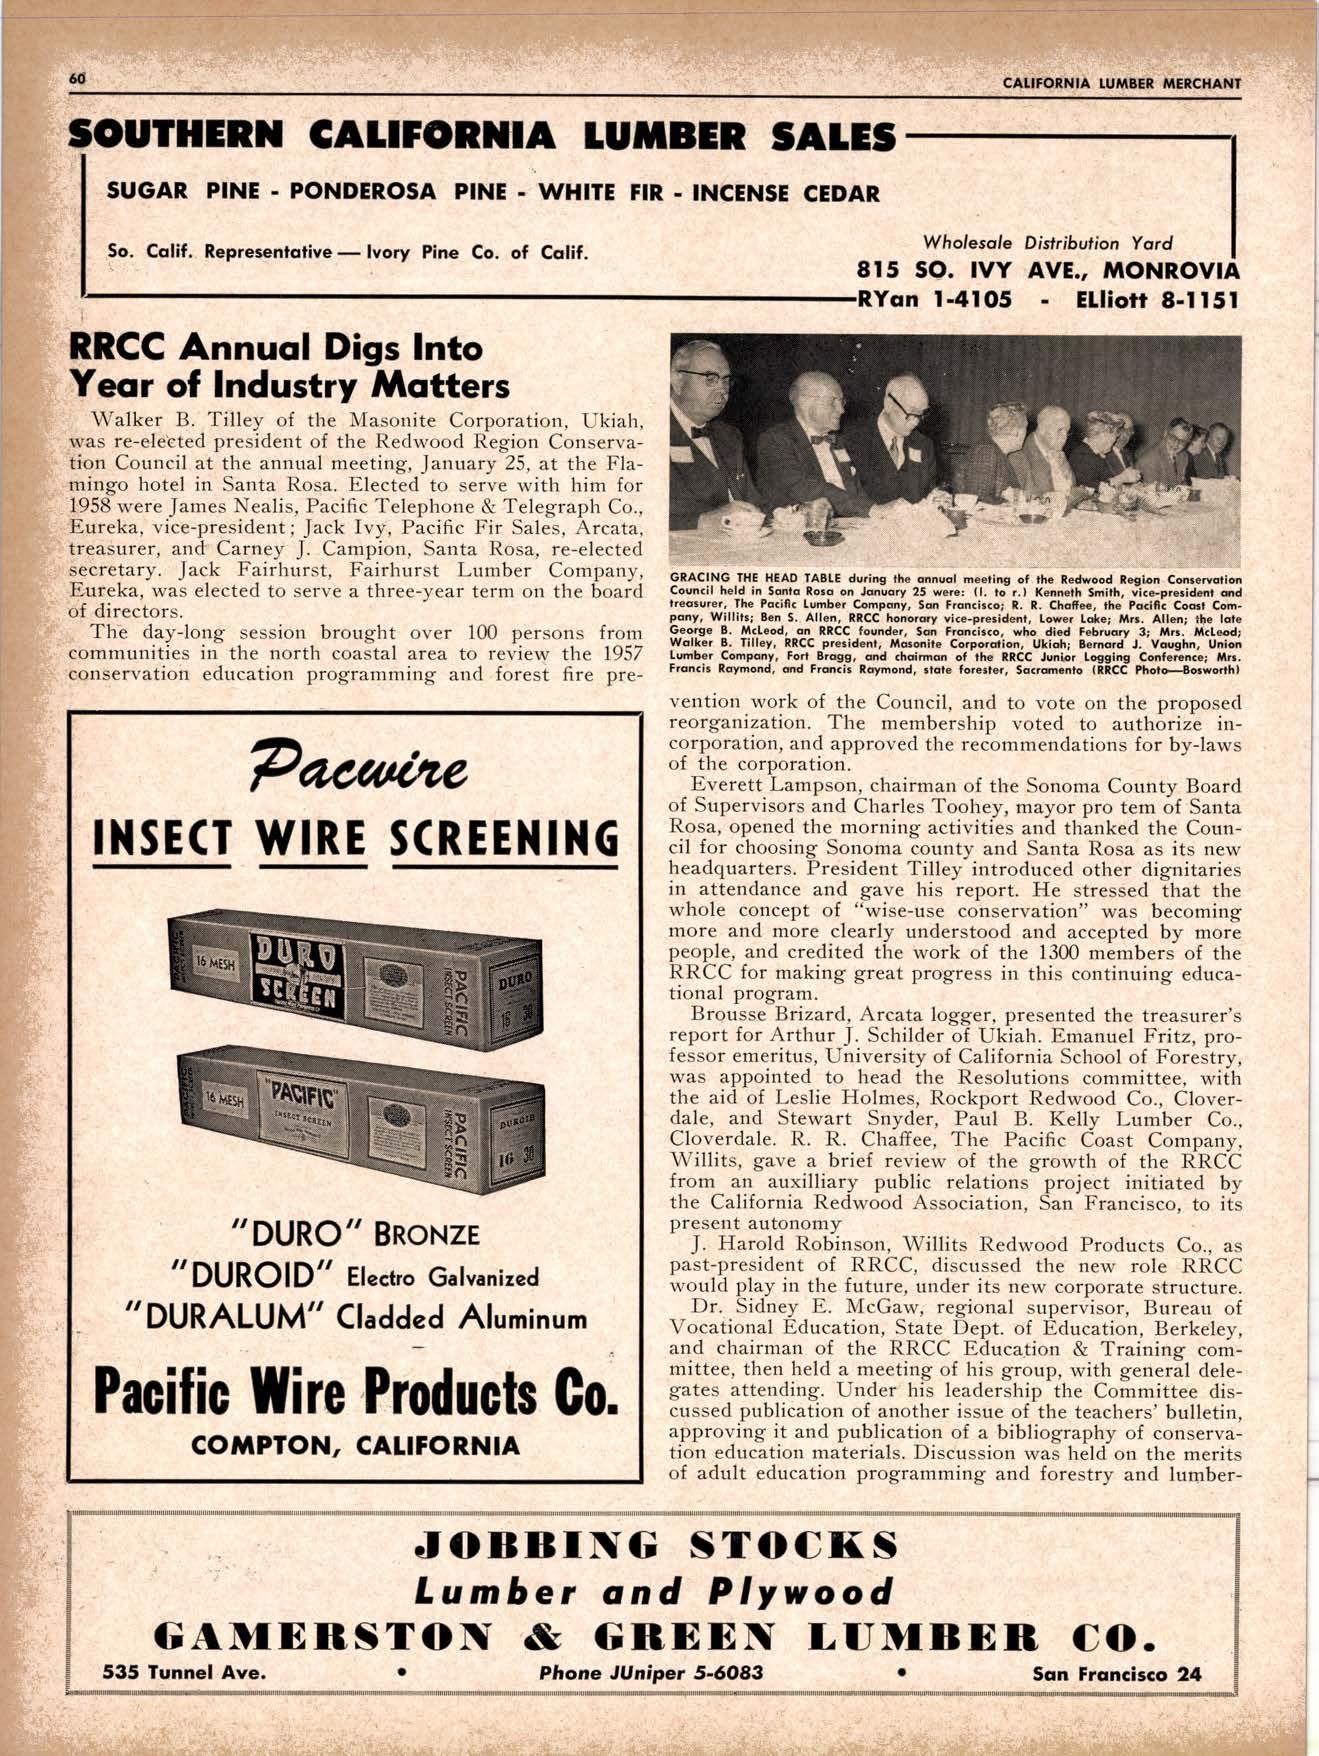 60
CALIFORNIA LUMBER MERCHANT
SOUTHERN CALIFORNIA LUMBER SALES
SUGAR PINE - PONDEROSA PINE - WHITE FIR - INCENSE CEDAR
So. Calif. Representative — Ivory Pine Co. of Calif.
Wholesale Distribution Yard
815 SO. IVY AVE., MONROVIA
RYan 1-4105 - ELliott 8-1151
RRCC Annual Digs Into
Year of Industry Matters
Walker B. Tilley of the Masonite Corporation, Ukiah,
was re-elected president of the Redwood Region Conserva-
tion Council at the annual meeting, January 25, at the Fla-
mingo hotel in Santa Rosa. Elected to serve with him for
1958 were James Nealis, Pacific Telephone & Telegraph Co.,
Eureka, vice-president; Jack Ivy, Pacific Fir Sales, Arcata,
treasurer, and Carney J. Campion, Santa Rosa, re-elected
secretary. Jack Fairhurst, Fairhurst Lumber Company,
Eureka, was elected to serve a three-year term on the board
of directors.
The day-long session brought over 100 persons from
communities in the north coastal area to review the 1957
conservation education programming and forest fire pre-
GRACING THE HEAD TABLE during the annual meeting of the Redwood Region Conservation
Council held in Santa Rosa on January 25 were: (l. to r.) Kenneth Smith, vice-president and
treasurer, The Pacific Lumber Company, San Francisco; R. R. Chaffee, the Pacific Coast Com-
pany, Willits; Ben S. Allen, RRCC honorary vice-president, Lower Lake; Mrs. Allen; the late
George B. McLeod, an RRCC founder, San Francisco, who died February 3; Mrs. McLeod;
Walker B. Tilley, RRCC president, Masonite Corporation, Ukiah; Bernard J. Vaughn, Union
Lumber Company, Fort Bragg, and chairman of the RRCC Junior Logging Conference; Mrs.
Francis Raymond, and Francis Raymond, state forester, Sacramento (RRCC Photo—Bosworth)
vention work of the Council, and to vote on the proposed
reorganization. The membership voted to authorize in-
corporation, and approved the recommendations for by-laws
of the corporation.
Everett Lampson, chairman of the Sonoma County Board
of Supervisors and Charles Toohey, mayor pro tem of Santa
Rosa, opened the morning activities and thanked the Coun-
cil for choosing Sonoma county and Santa Rosa as its new
headquarters. President Tilley introduced other dignitaries
in attendance and gave his report. He stressed that the
whole concept of "wise-use conservation" was becoming
more and more clearly understood and accepted by more
people, and credited the work of the 1300 members of the
RRCC for making great progress in this continuing educa-
tional program.
Brousse Brizard, Arcata logger, presented the treasurer's
report for Arthur J. Schilder of Ukiah. Emanuel Fritz, pro-
fessor emeritus, University of California School of Forestry,
was appointed to head the Resolutions committee, with
the aid of Leslie Holmes, Rockport Redwood Co., Clover-
dale, and Stewart Snyder, Paul B. Kelly Lumber Co.,
Cloverdale. R. R. Chaffee, The Pacific Coast Company,
Willits, gave a brief review of the growth of the RRCC
from an auxilliary public relations project initiated by
the California Redwood Association, San Francisco, to its
present autonomy
J. Harold Robinson, Willits Redwood Products Co., as
past-president of RRCC, discussed the new role RRCC
would play in the future, under its new corporate structure.
Dr. Sidney E. McGaw, regional supervisor, Bureau of
Vocational Education, State Dept. of Education, Berkeley,
and chairman of the RRCC Education & Training com-
mittee, then held a meeting of his group, with general dele-
gates attending. Under his leadership the Committee dis-
cussed publication of another issue of the teachers' bulletin,
approving it and publication of a bibliography of conserva-
tion education materials. Discussion was held on the merits
of adult education programming and forestry and lumber-
Pacwire
INSECT WIRE SCREENING
PACIFIC
16 MESH
DURO
SCREEN
PACIFIC
INSECT SCREEN
DURO
16 30
PACIFIC
16 MESH
"PACIFIC"
INSECT SCREEN
PACIFIC
INSECT SCREEN
DUROID
16 30
"DURO" BRONZE
"DUROID" Electro Galvanized
"DURALUM" Cladded Aluminum
Pacific Wire Products Co.
COMPTON, CALIFORNIA
JOBBING STOCKS
Lumber and Plywood
GAMERSTON & GREEN LUMBER CO.
535 Tunnel Ave. • Phone JUniper 5-6083 • San Francisco 24